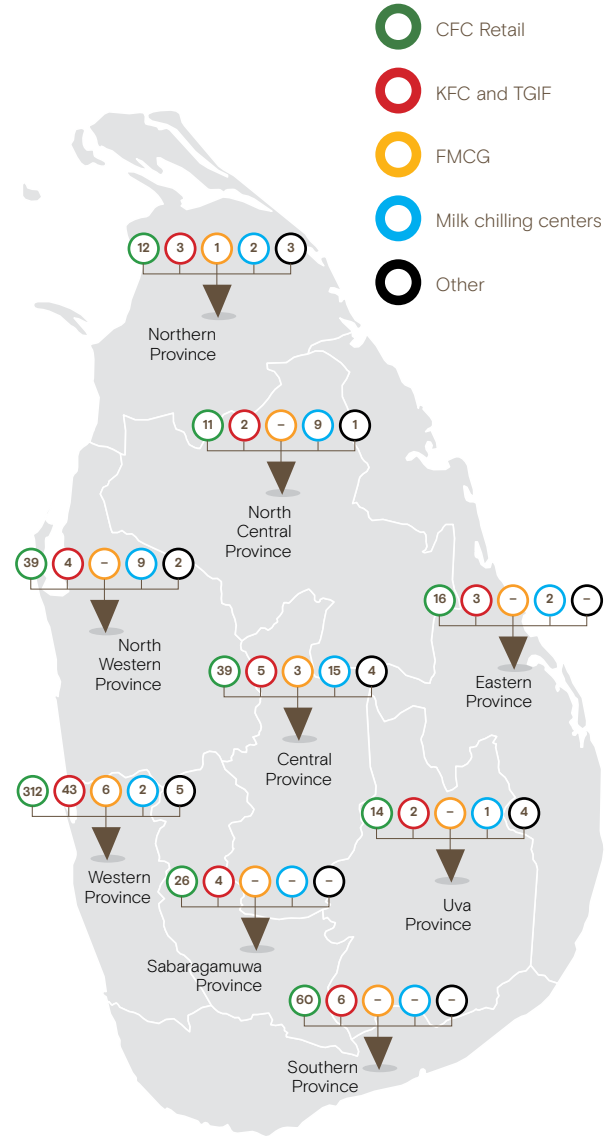 CFC Retail
KFC and TGIF
FMCG
Milk chilling centers
Other
12 3 1 2 3
Northern
Province
11 2 – 9 1
North
Central
Province
39 4 – 9 2
North
Western
Province
16 3 – 2 –
Eastern
Province
39 5 3 15 4
Central
Province
312 43 6 2 5
Western
Province
14 2 – 1 4
Uva
Province
26 4 – – –
Sabaragamuwa
Province
60 6 – – –
Southern
Province